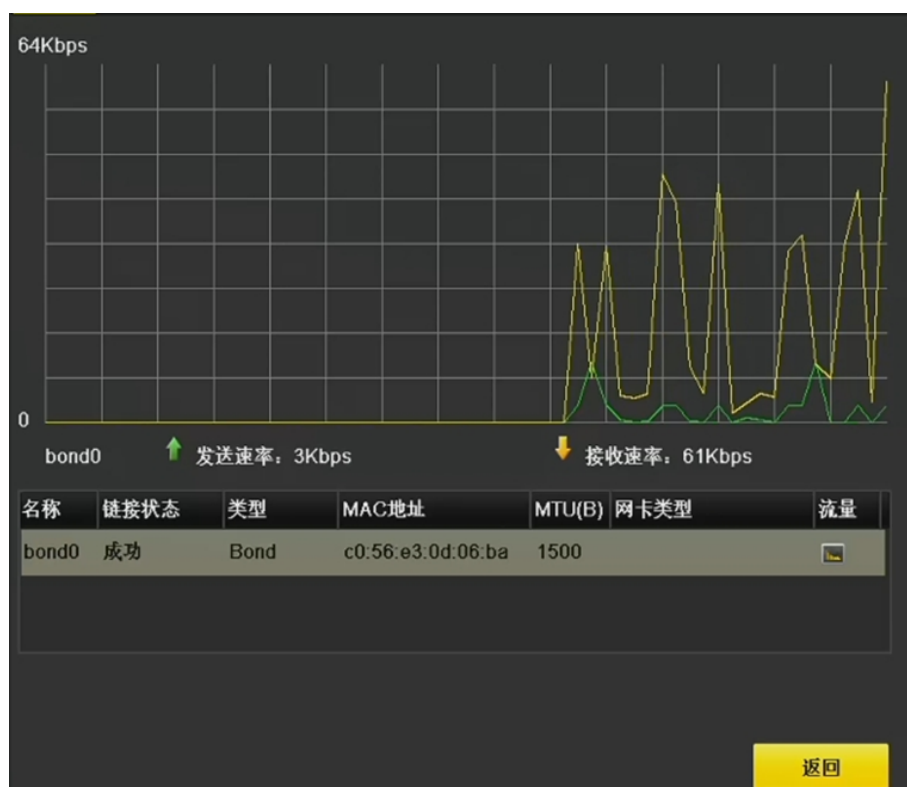 64Kbps
0
bond0 发送速率：3Kbps 接收速率：61Kbps
名称 链接状态 类型 MAC地址 MTU(B) 网卡类型 流量
bond0 成功 Bond c0:56:e3:0d:06:ba 1500
返回